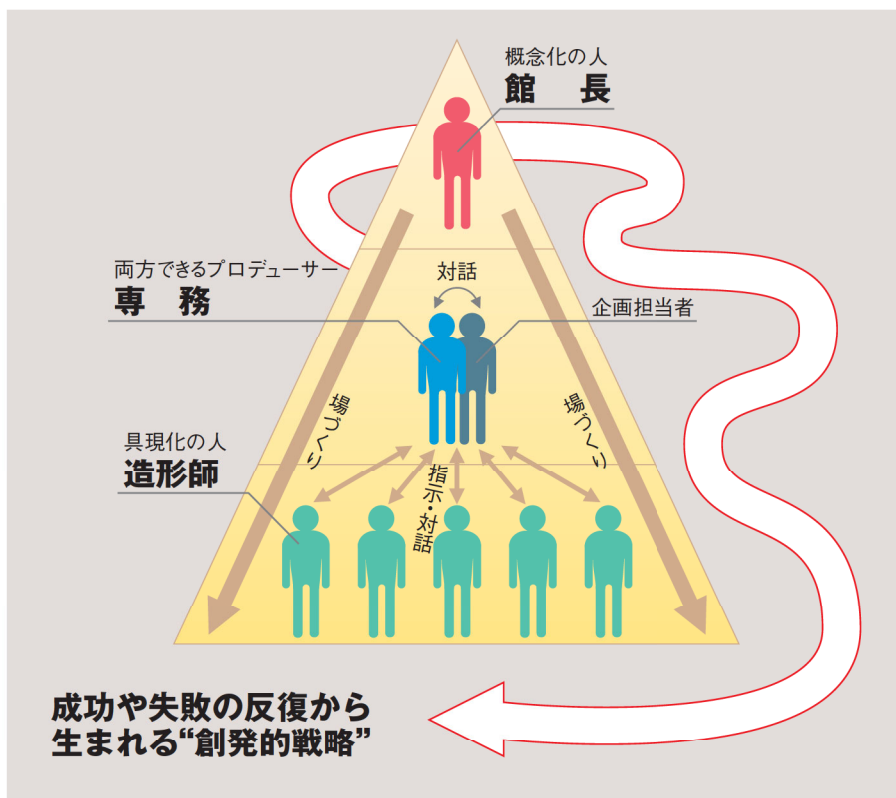 概念化の人
館　長
両方できるプロデューサー
専　務
対話
企画担当者
場づくり
場づくり
具現化の人
造形師
指示・対話
成功や失敗の反復から
生まれる“創発的戦略”